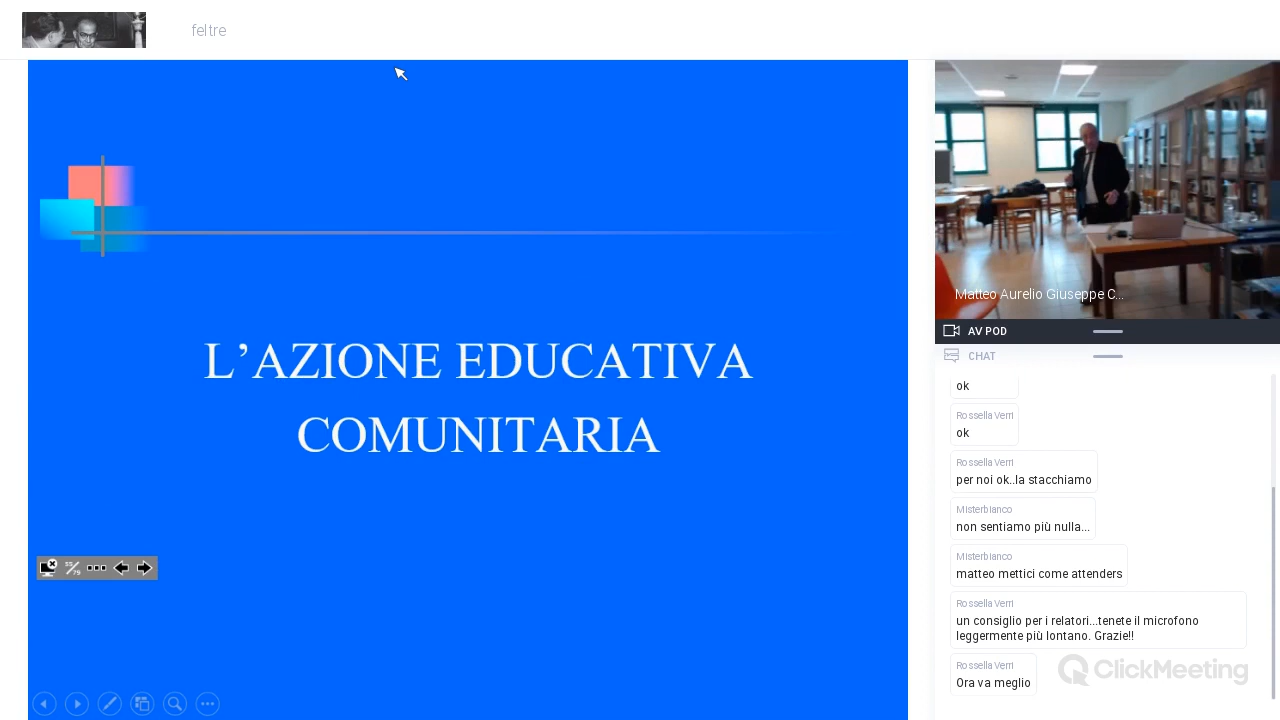 feltre
L’AZIONE EDUCATIVA
COMUNITARIA
Matteo Aurelio Giuseppe C...
AV POD
CHAT
ok
Rossella Verri
ok
Rossella Verri
per noi ok..la stacchiamo
Misterbianco
non sentiamo più nulla...
Misterbianco
matteo mettici come attenders
Rossella Verri
un consiglio per i relatori...tenete il microfono
leggermente più lontano. Grazie!!
Rossella Verri
Ora va meglio
ClickMeeting